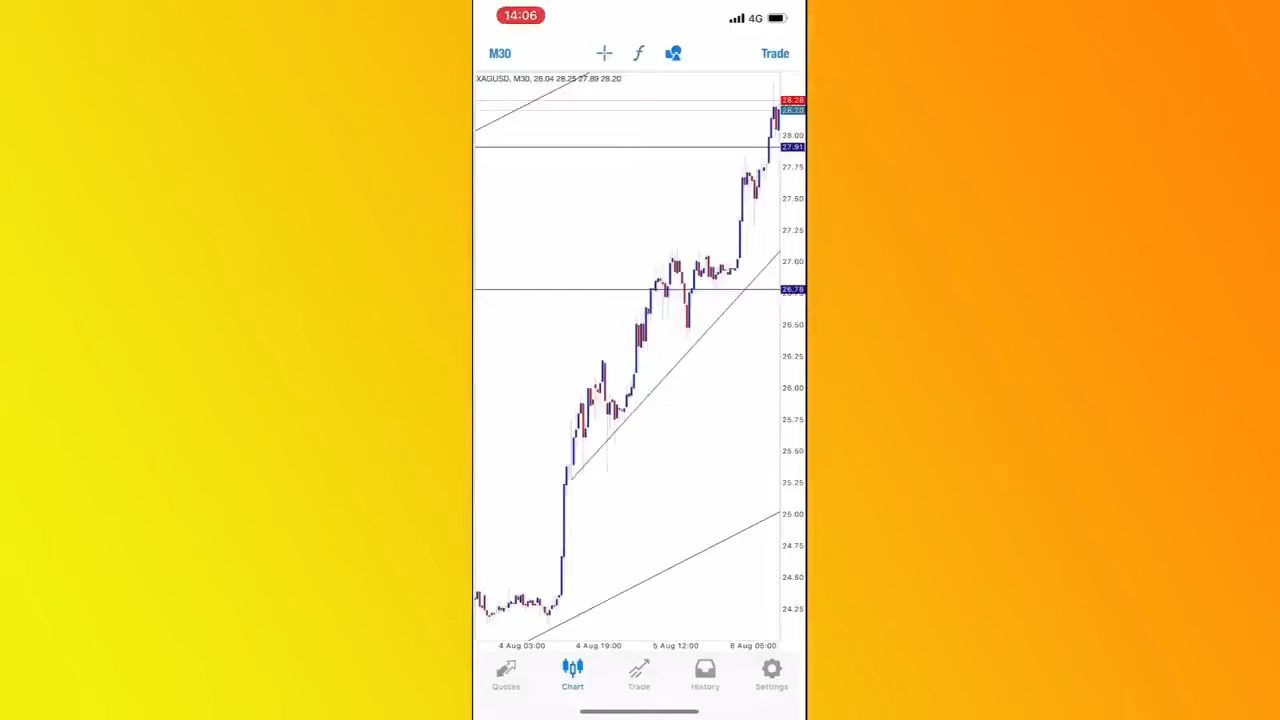 14:06
4G
M30
f
Trade
XAGUSD, M30, 28.04 28.25 27.89 28.20
28.28
28.20
28.00
27.91
27.75
27.50
27.25
27.00
26.78
26.50
26.25
26.00
25.75
25.50
25.25
25.00
24.75
24.50
24.25
4 Aug 03:00 4 Aug 19:00 5 Aug 12:00 6 Aug 05:00
Quotes Chart Trade History Settings